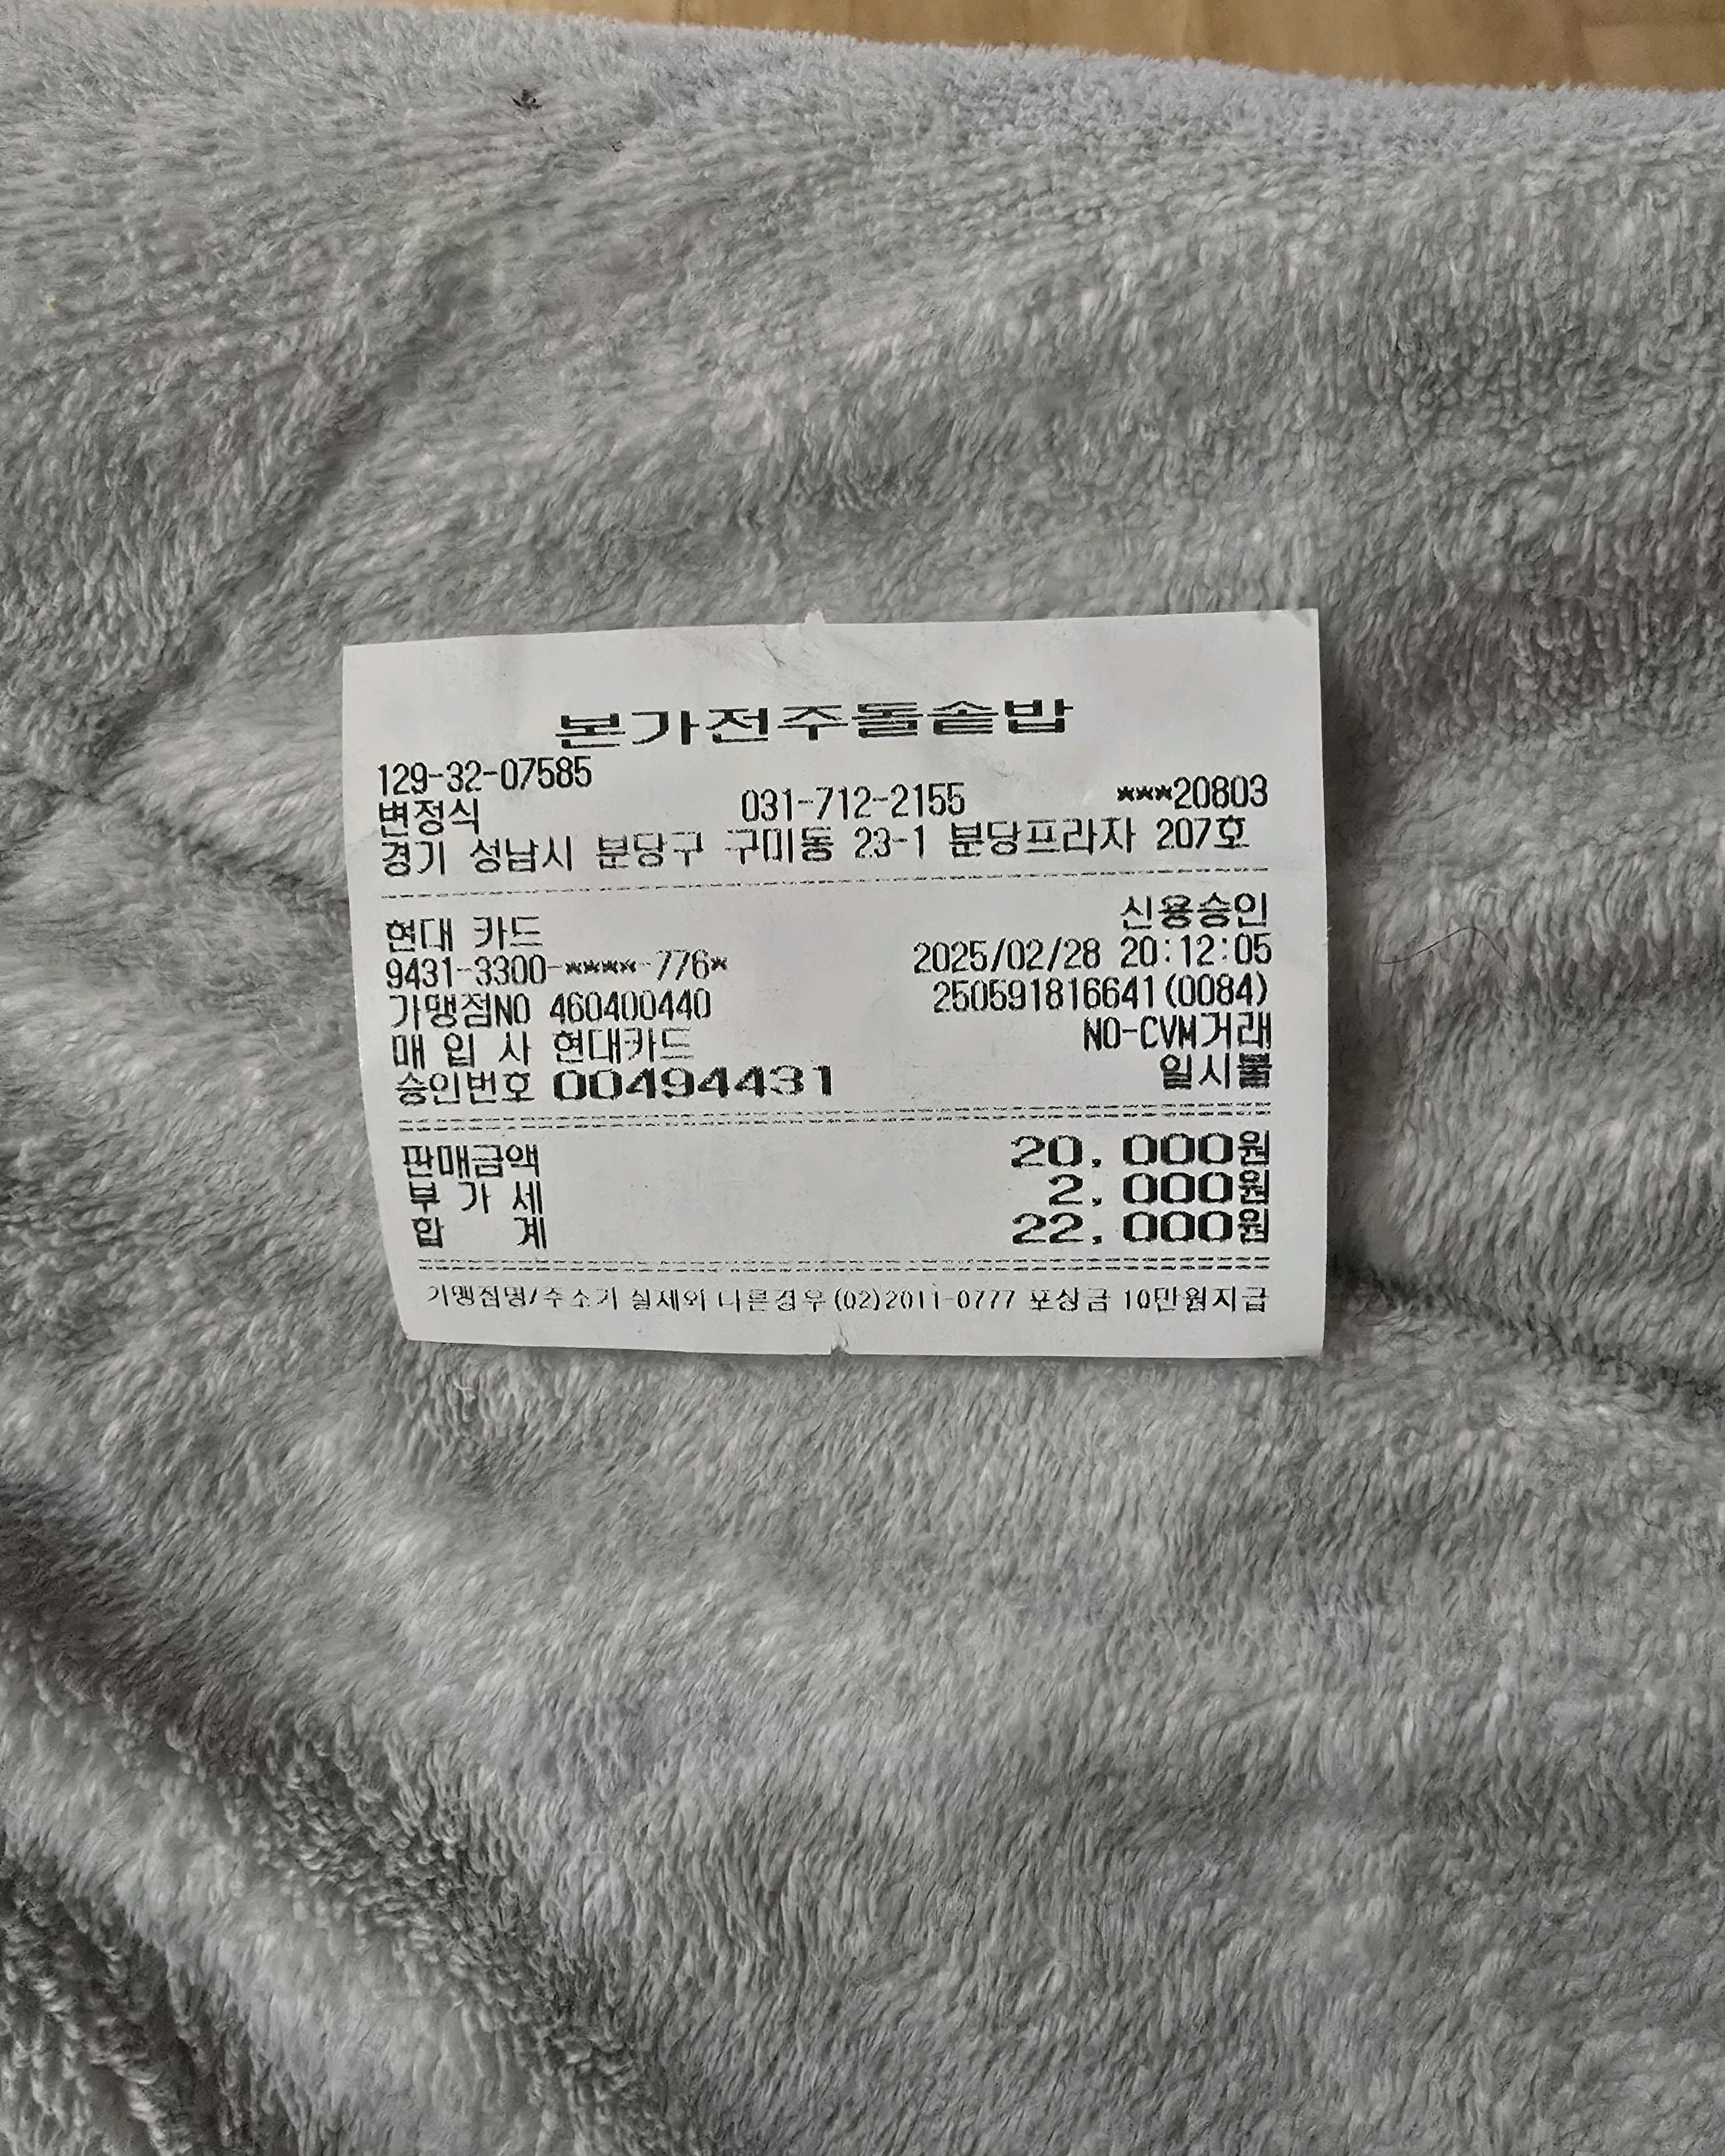 본가전주돌솥밥
129-32-07585
변정식 031-712-2155 ***20803
경기 성남시 분당구 구미동 23-1 분당프라자 207호
현대 카드 신용승인
9431-3300-****-776* 2025/02/28 20:12:05
가맹점NO 460400440 250591816641(0084)
매 입 사 현대카드 NO-CVM거래
승인번호 00494431 일시불
판매금액 20,000원
부 가 세 2,000원
합 계 22,000원
가맹점명/주소가 실제와 다른경우(02)2011-0777 포상금 10만원지급